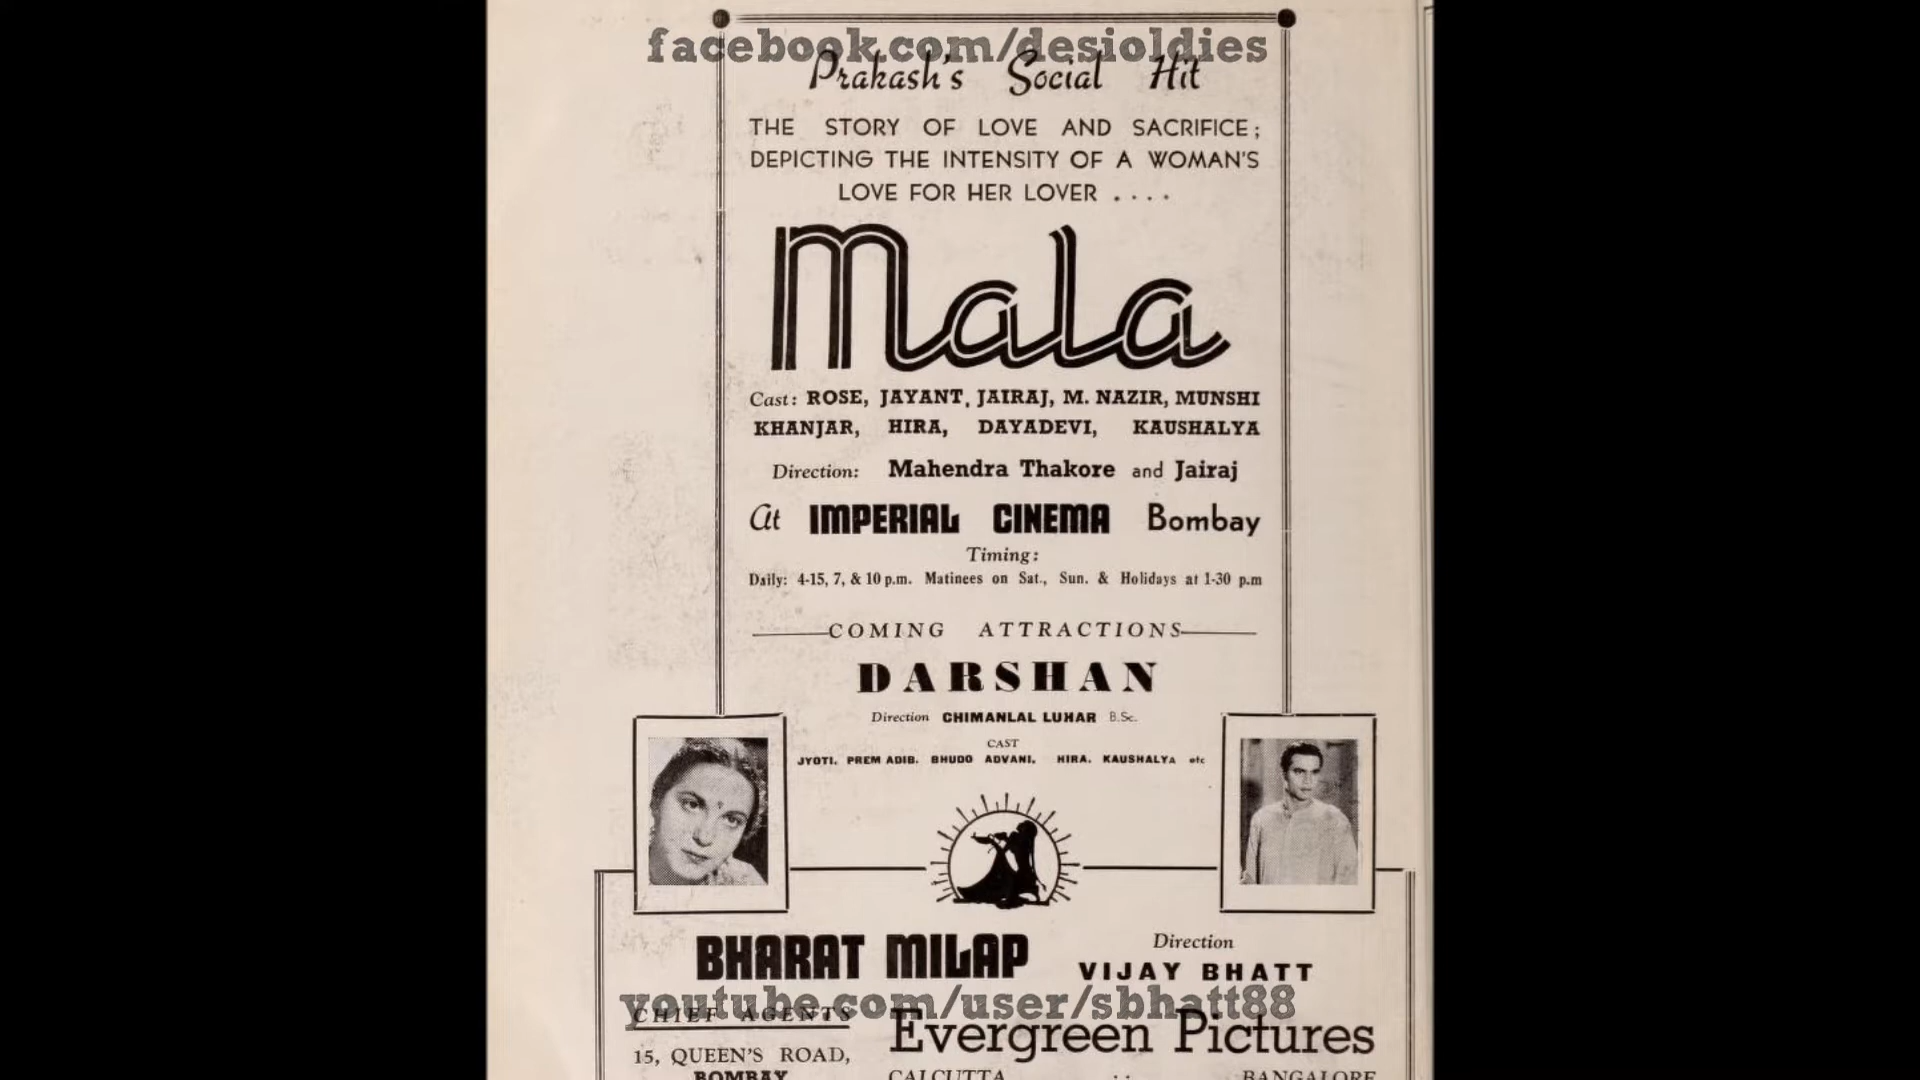 facebook.com/desioldies
Prakash's Social Hit
THE STORY OF LOVE AND SACRIFICE;
DEPICTING THE INTENSITY OF A WOMAN'S
LOVE FOR HER LOVER ....
Mala
Cast: ROSE, JAYANT, JAIRAJ, M. NAZIR, MUNSHI
KHANJAR, HIRA, DAYADEVI, KAUSHALYA
Direction: Mahendra Thakore and Jairaj
At IMPERIAL CINEMA Bombay
Timing:
Daily: 4-15, 7, & 10 p.m. Matinees on Sat., Sun. & Holidays at 1-30 p.m
COMING ATTRACTIONS
DARSHAN
Direction CHIMANLAL LUHAR B.Sc.
CAST
JYOTI, PREM ADIB, BHUDO ADVANI, HIRA, KAUSHALYA etc
BHARAT MILAP
Direction
VIJAY BHATT
youtube.com/user/sbhatt88
CHIEF AGENTS
Evergreen Pictures
15, QUEEN'S ROAD,
BOMBAY
CALCUTTA : : BANGALORE